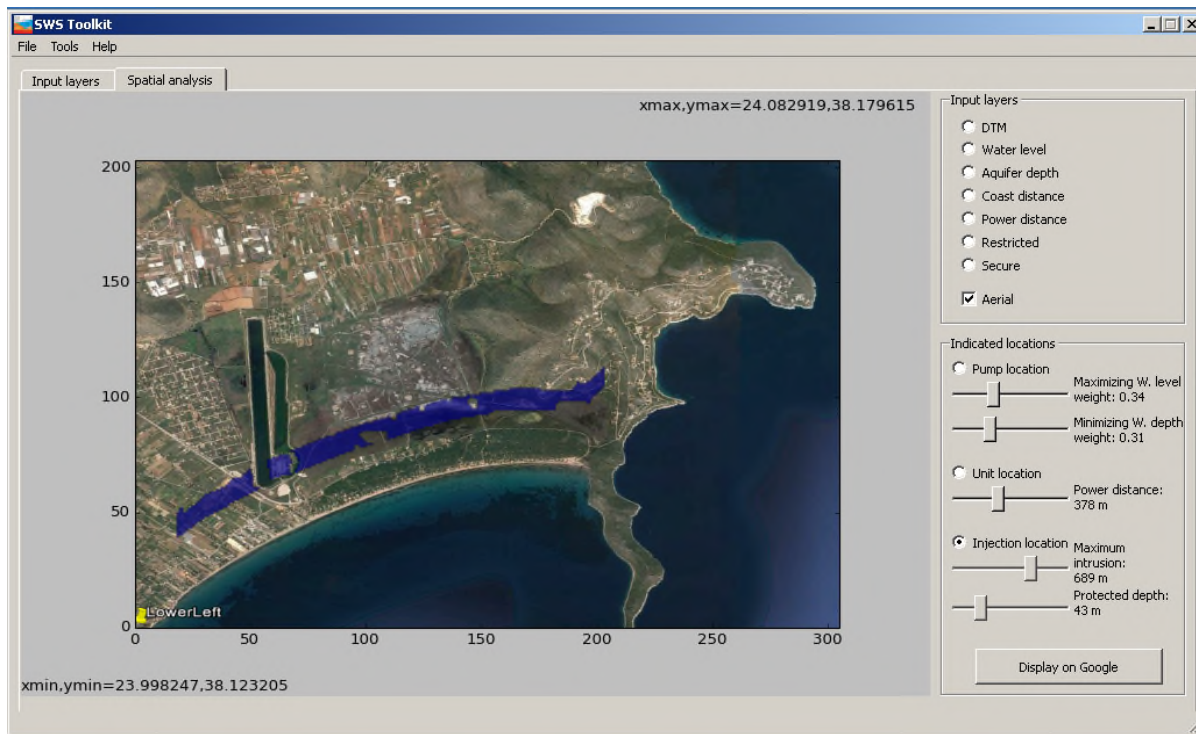 SWS Toolkit
File Tools Help
Input layers Spatial analysis
xmax,ymax=24.082919,38.179615
200
150
100
50
0
0 50 100 150 200 250 300
LowerLeft
xmin,ymin=23.998247,38.123205
Input layers
DTM
Water level
Aquifer depth
Coast distance
Power distance
Restricted
Secure
Aerial
Indicated locations
Pump location
Maximizing W. level
weight: 0.34
Minimizing W. depth
weight: 0.31
Unit location
Power distance:
378 m
Injection location
Maximum
intrusion:
689 m
Protected depth:
43 m
Display on Google